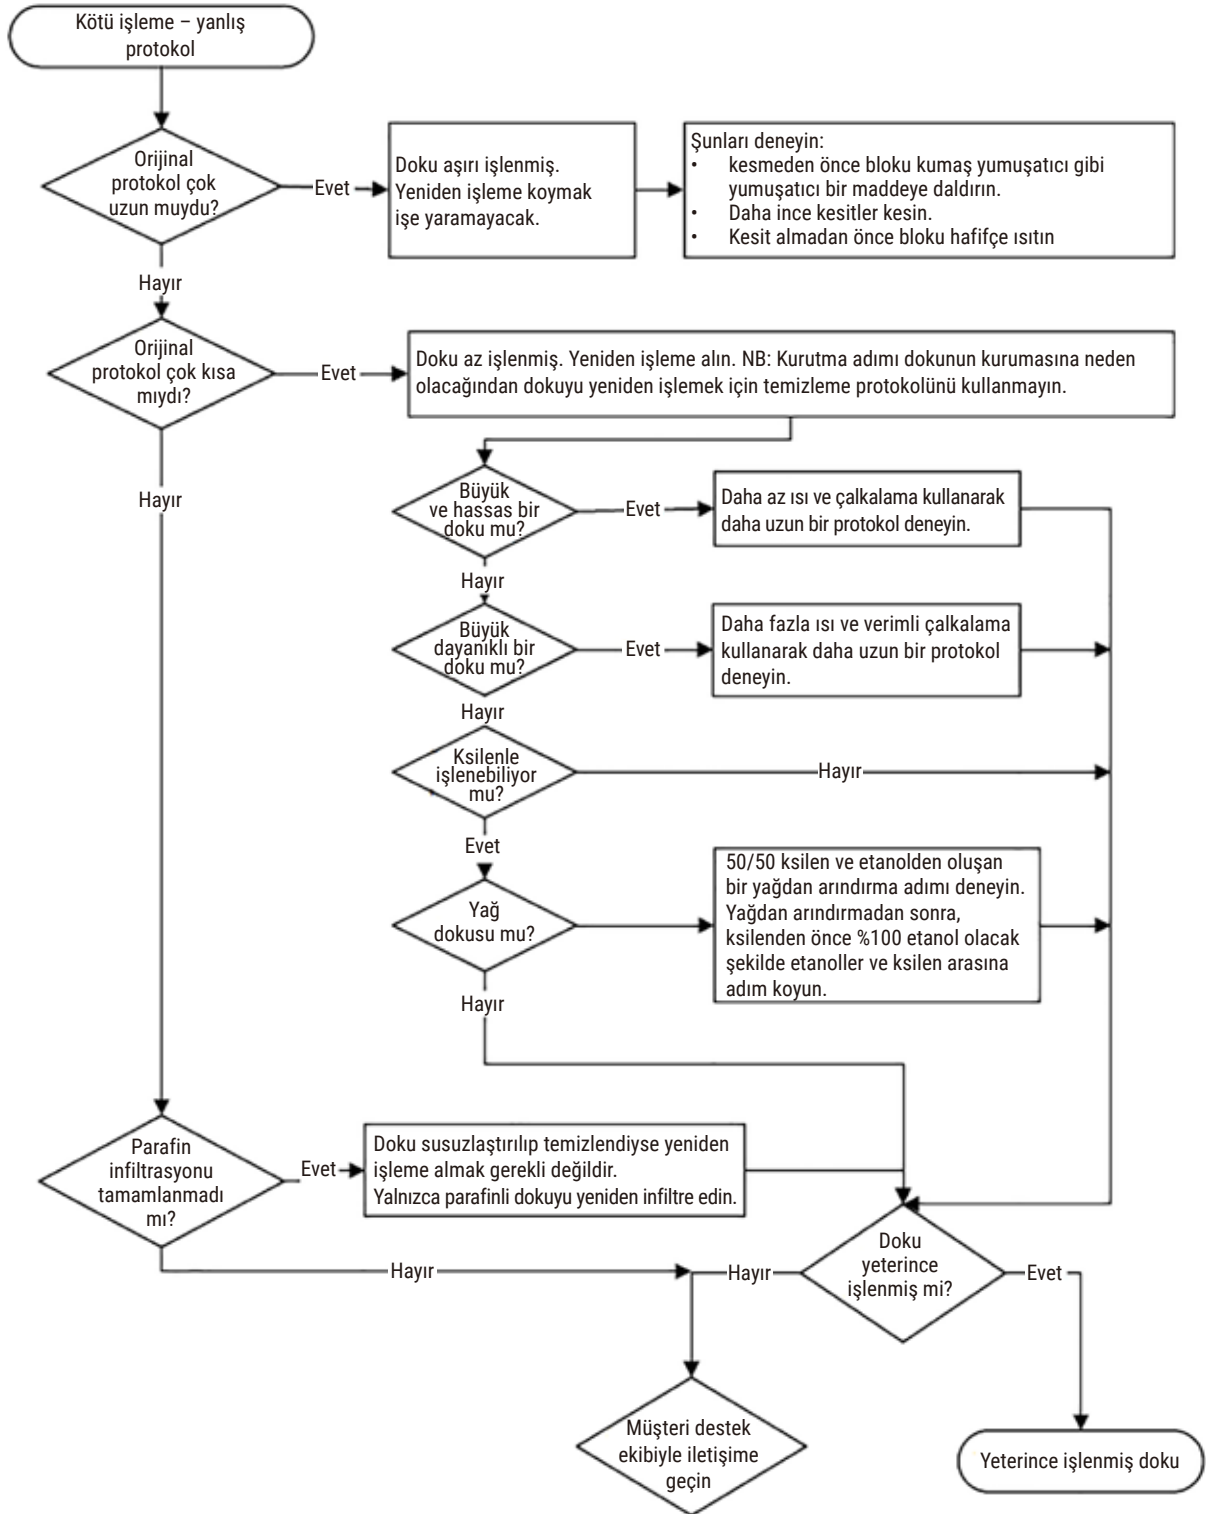 Kötü işleme – yanlış
protokol
Orijinal
protokol çok
uzun muydu?
Evet
Doku aşırı işlenmiş.
Yeniden işleme koymak
işe yaramayacak.
Şunları deneyin:
• kesmeden önce bloku kumaş yumuşatıcı gibi
yumuşatıcı bir maddeye daldırın.
• Daha ince kesitler kesin.
• Kesit almadan önce bloku hafifçe ısıtın
Hayır
Orijinal
protokol çok kısa
mıydı?
Evet
Doku az işlenmiş. Yeniden işleme alın. NB: Kurutma adımı dokunun kurumasına neden
olacağından dokuyu yeniden işlemek için temizleme protokolünü kullanmayın.
Hayır
Büyük
ve hassas bir
doku mu?
Evet
Daha az ısı ve çalkalama kullanarak
daha uzun bir protokol deneyin.
Hayır
Büyük
dayanıklı bir
doku mu?
Evet
Daha fazla ısı ve verimli çalkalama
kullanarak daha uzun bir protokol
deneyin.
Hayır
Ksilenle
işlenebiliyor
mu?
Hayır
Evet
Yağ
dokusu mu?
50/50 ksilen ve etanolden oluşan
bir yağdan arındırma adımı deneyin.
Yağdan arındırmadan sonra,
ksilenden önce %100 etanol olacak
şekilde etanoller ve ksilen arasına
adım koyun.
Hayır
Parafin
infiltrasyonu
tamamlanmadı
mı?
Evet
Doku susuzlaştırılıp temizlendiyse yeniden
işleme almak gerekli değildir.
Yalnızca parafinli dokuyu yeniden infiltre edin.
Hayır
Doku
yeterince
işlenmiş mi?
Hayır
Evet
Müşteri destek
ekibiyle iletişime
geçin
Yeterince işlenmiş doku